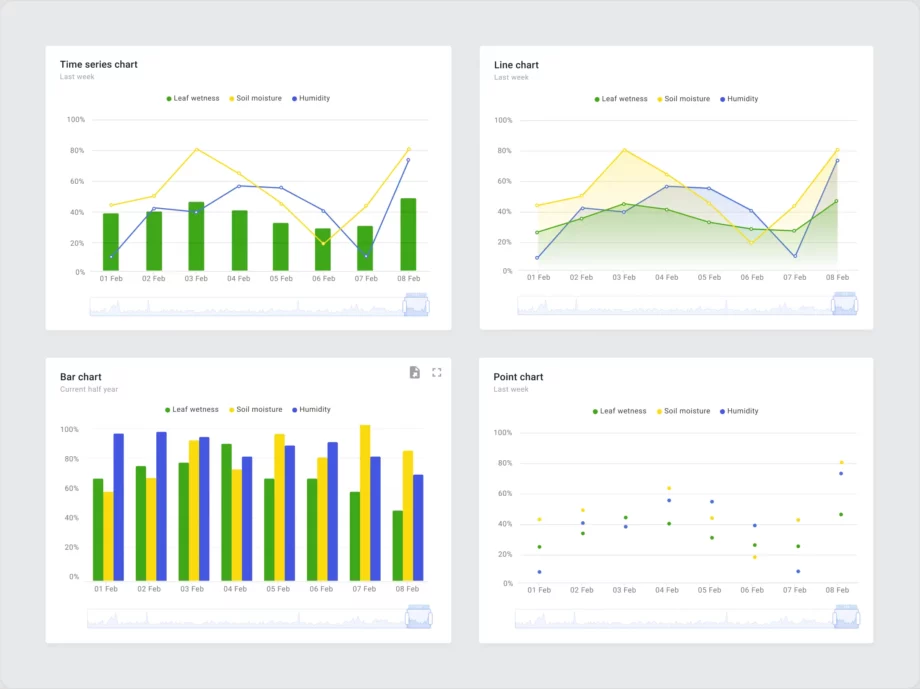 Time series chart
Last week
Leaf wetness Soil moisture Humidity
100%
80%
60%
40%
20%
0%
01 Feb 02 Feb 03 Feb 04 Feb 05 Feb 06 Feb 07 Feb 08 Feb
Line chart
Last week
Leaf wetness Soil moisture Humidity
100%
80%
60%
40%
20%
0%
01 Feb 02 Feb 03 Feb 04 Feb 05 Feb 06 Feb 07 Feb 08 Feb
Bar chart
Current half year
Leaf wetness Soil moisture Humidity
100%
80%
60%
40%
20%
0%
01 Feb 02 Feb 03 Feb 04 Feb 05 Feb 06 Feb 07 Feb 08 Feb
Point chart
Last week
Leaf wetness Soil moisture Humidity
100%
80%
60%
40%
20%
0%
01 Feb 02 Feb 03 Feb 04 Feb 05 Feb 06 Feb 07 Feb 08 Feb